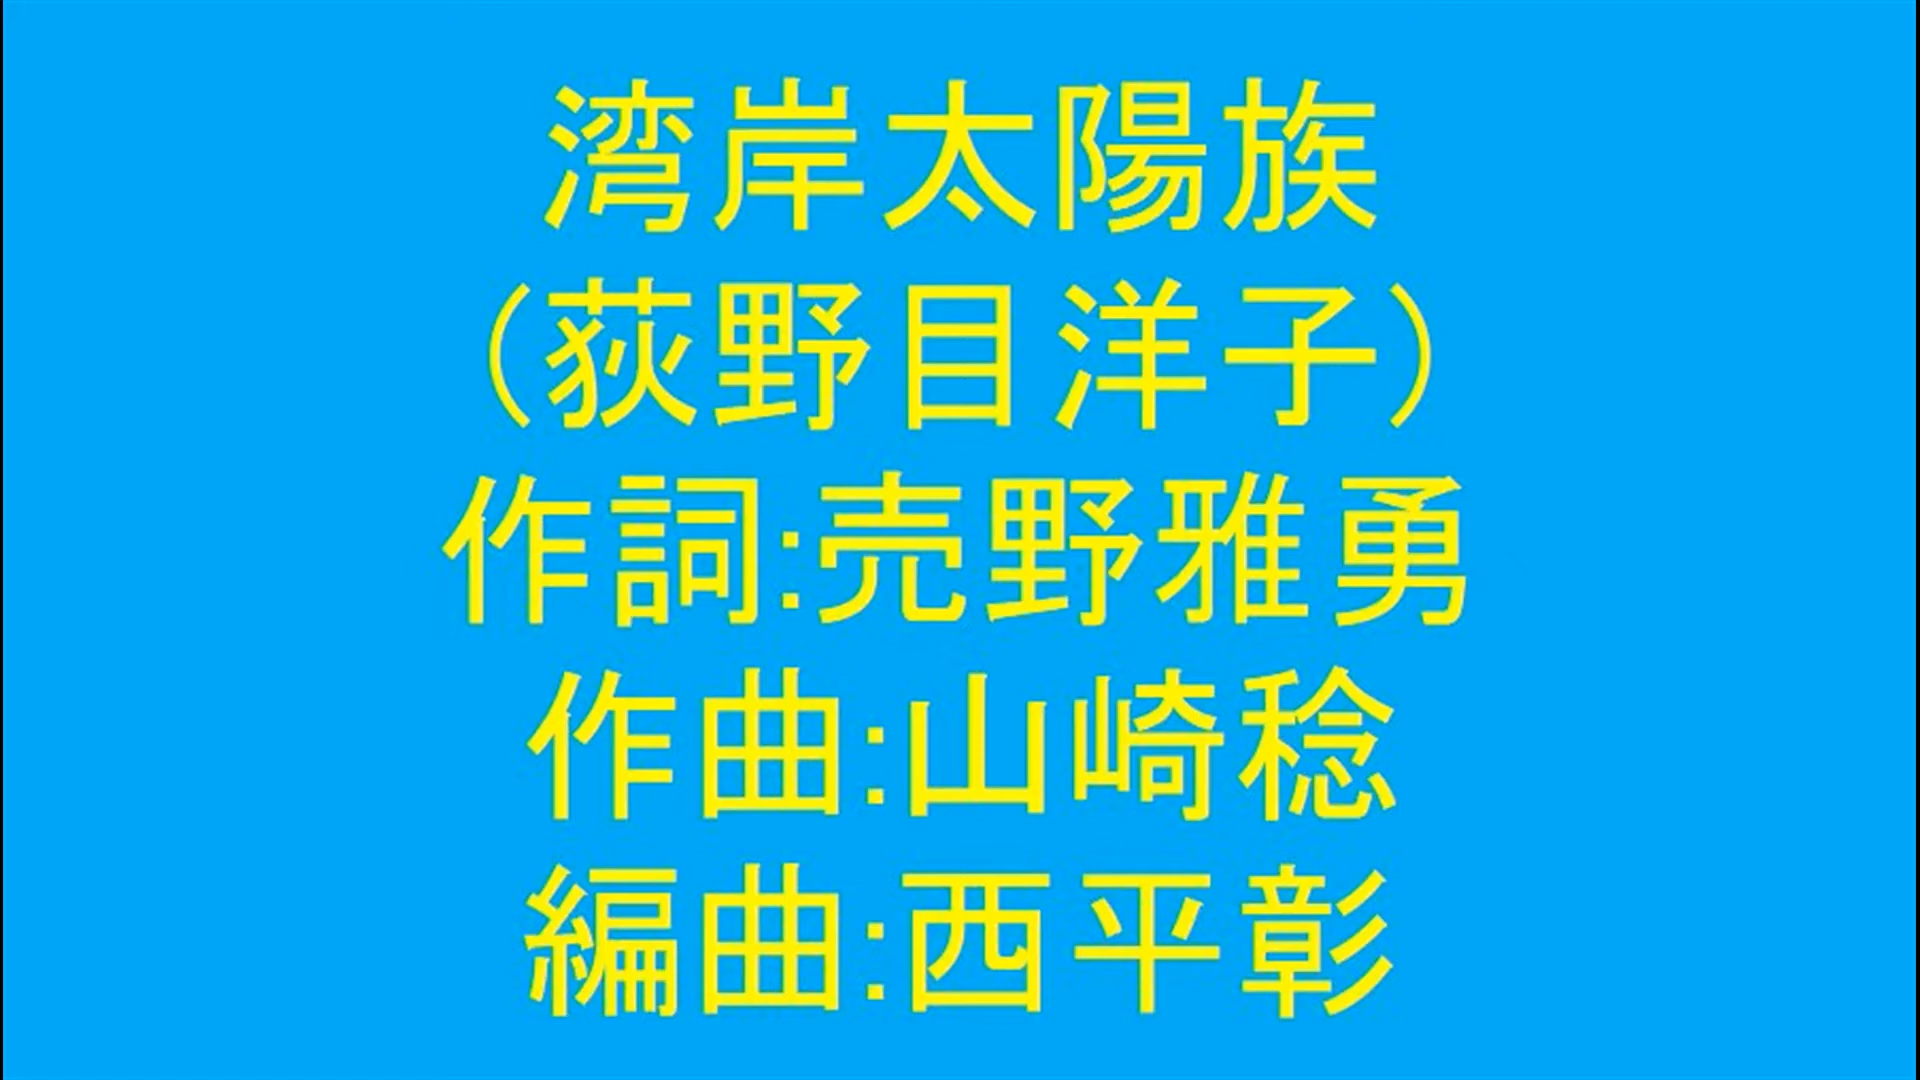 湾岸太陽族
(荻野目洋子)
作詞:売野雅勇
作曲:山崎稔
編曲:西平彰